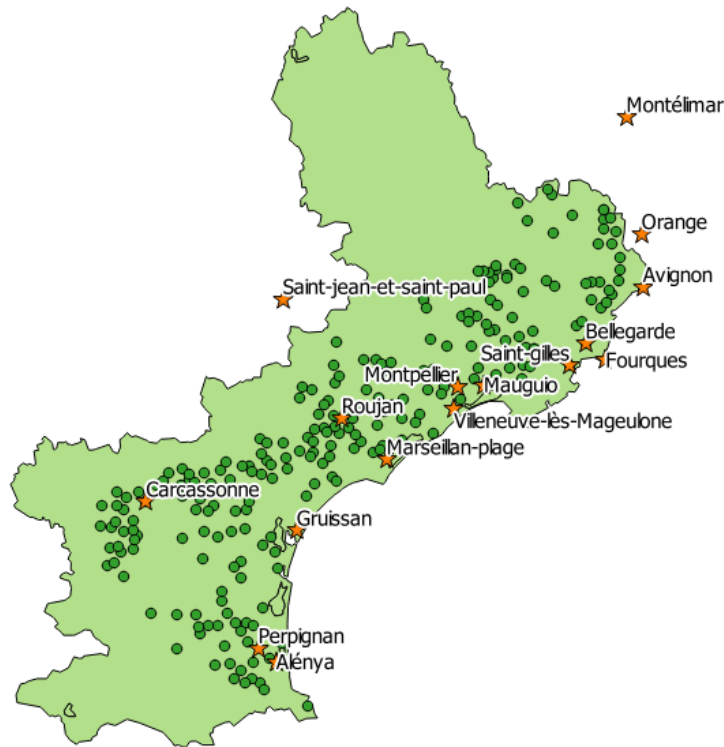 Montélimar
Orange
Avignon
Saint-jean-et-saint-paul
Bellegarde
Saint-gilles
Fourques
Montpellier
Mauguio
Roujan
Villeneuve-lès-Mageulone
Marseillan-plage
Carcassonne
Gruissan
Perpignan
Alénya